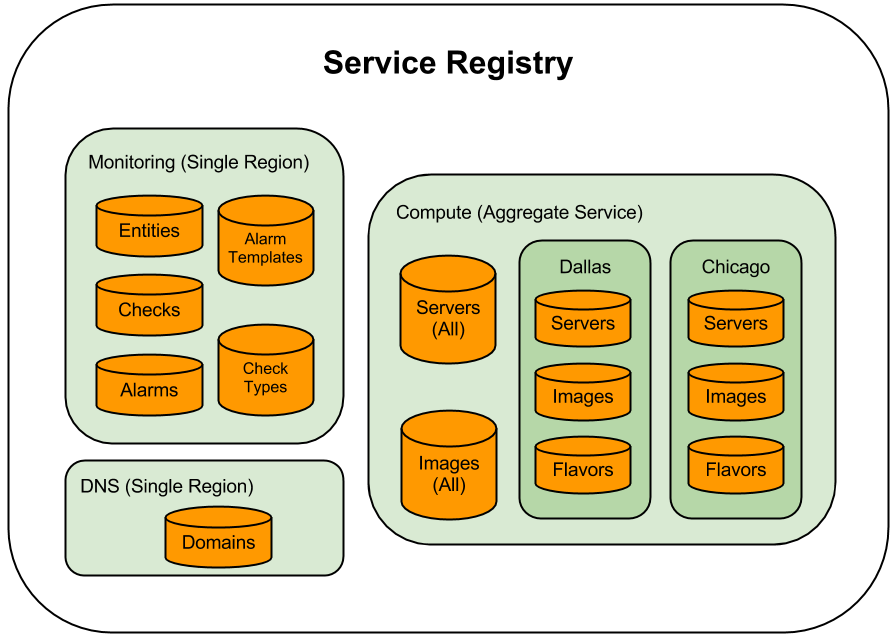 Service Registry
Monitoring (Single Region)
Entities
Alarm
Templates
Checks
Check
Types
Alarms
DNS (Single Region)
Domains
Compute (Aggregate Service)
Servers
(All)
Images
(All)
Dallas
Servers
Images
Flavors
Chicago
Servers
Images
Flavors